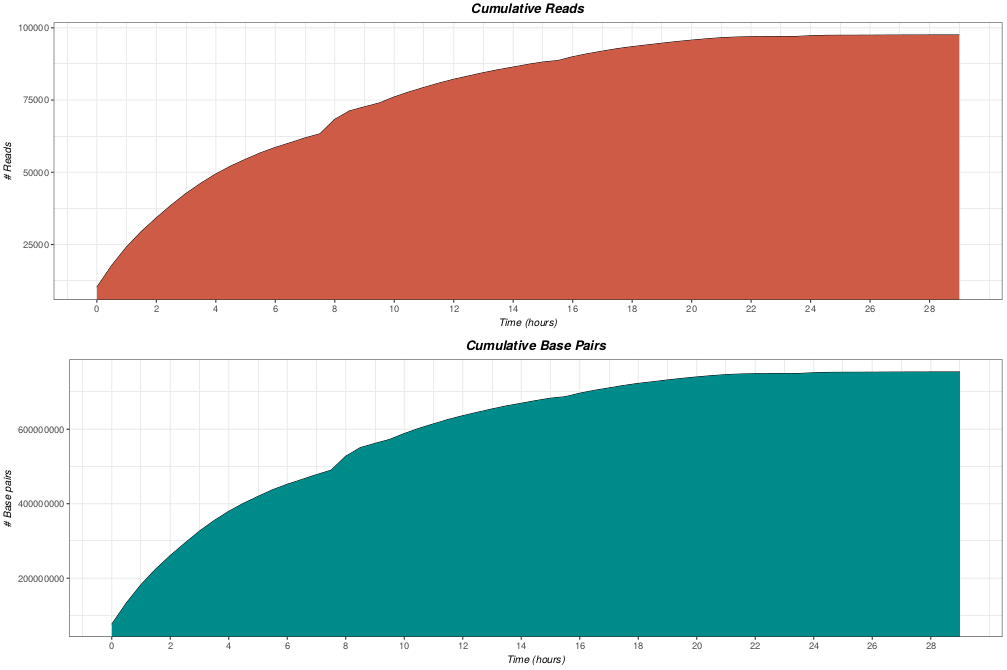 Cumulative Reads
100000
75000
50000
25000
# Reads
0 2 4 6 8 10 12 14 16 18 20 22 24 26 28
Time (hours)
Cumulative Base Pairs
600000000
400000000
200000000
# Base pairs
0 2 4 6 8 10 12 14 16 18 20 22 24 26 28
Time (hours)